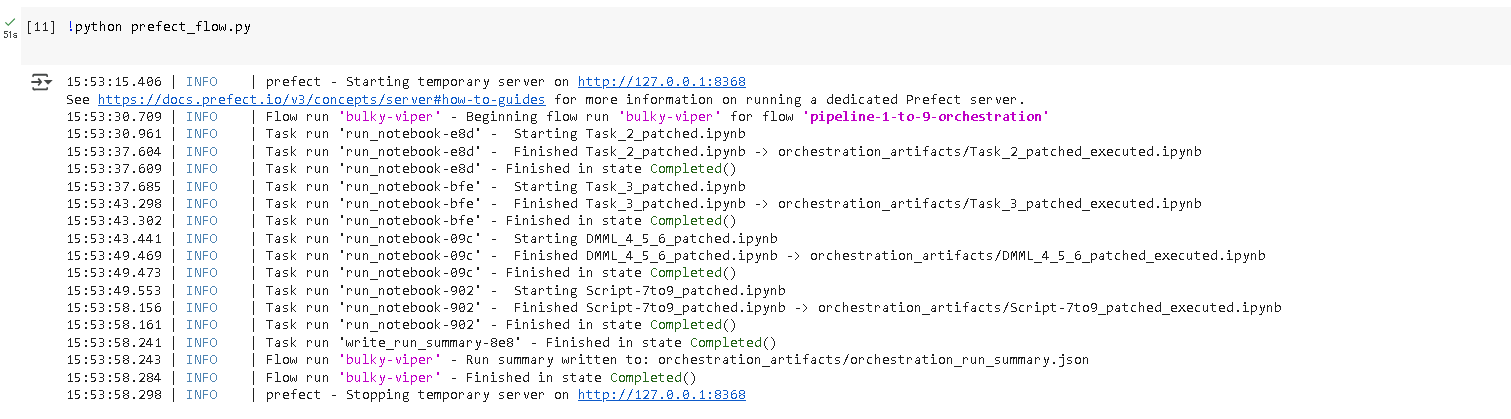 [11] !python prefect_flow.py
51s
15:53:15.406 | INFO    | prefect - Starting temporary server on http://127.0.0.1:8368
See https://docs.prefect.io/v3/concepts/server#how-to-guides for more information on running a dedicated Prefect server.
15:53:30.709 | INFO    | Flow run 'bulky-viper' - Beginning flow run 'bulky-viper' for flow 'pipeline-1-to-9-orchestration'
15:53:30.961 | INFO    | Task run 'run_notebook-e8d' -  Starting Task_2_patched.ipynb
15:53:37.604 | INFO    | Task run 'run_notebook-e8d' -  Finished Task_2_patched.ipynb -> orchestration_artifacts/Task_2_patched_executed.ipynb
15:53:37.609 | INFO    | Task run 'run_notebook-e8d' - Finished in state Completed()
15:53:37.685 | INFO    | Task run 'run_notebook-bfe' -  Starting Task_3_patched.ipynb
15:53:43.298 | INFO    | Task run 'run_notebook-bfe' -  Finished Task_3_patched.ipynb -> orchestration_artifacts/Task_3_patched_executed.ipynb
15:53:43.302 | INFO    | Task run 'run_notebook-bfe' - Finished in state Completed()
15:53:43.441 | INFO    | Task run 'run_notebook-09c' -  Starting DMML_4_5_6_patched.ipynb
15:53:49.469 | INFO    | Task run 'run_notebook-09c' -  Finished DMML_4_5_6_patched.ipynb -> orchestration_artifacts/DMML_4_5_6_patched_executed.ipynb
15:53:49.473 | INFO    | Task run 'run_notebook-09c' - Finished in state Completed()
15:53:49.553 | INFO    | Task run 'run_notebook-902' -  Starting Script-7to9_patched.ipynb
15:53:58.156 | INFO    | Task run 'run_notebook-902' -  Finished Script-7to9_patched.ipynb -> orchestration_artifacts/Script-7to9_patched_executed.ipynb
15:53:58.161 | INFO    | Task run 'run_notebook-902' - Finished in state Completed()
15:53:58.241 | INFO    | Task run 'write_run_summary-8e8' - Finished in state Completed()
15:53:58.243 | INFO    | Flow run 'bulky-viper' - Run summary written to: orchestration_artifacts/orchestration_run_summary.json
15:53:58.284 | INFO    | Flow run 'bulky-viper' - Finished in state Completed()
15:53:58.298 | INFO    | prefect - Stopping temporary server on http://127.0.0.1:8368